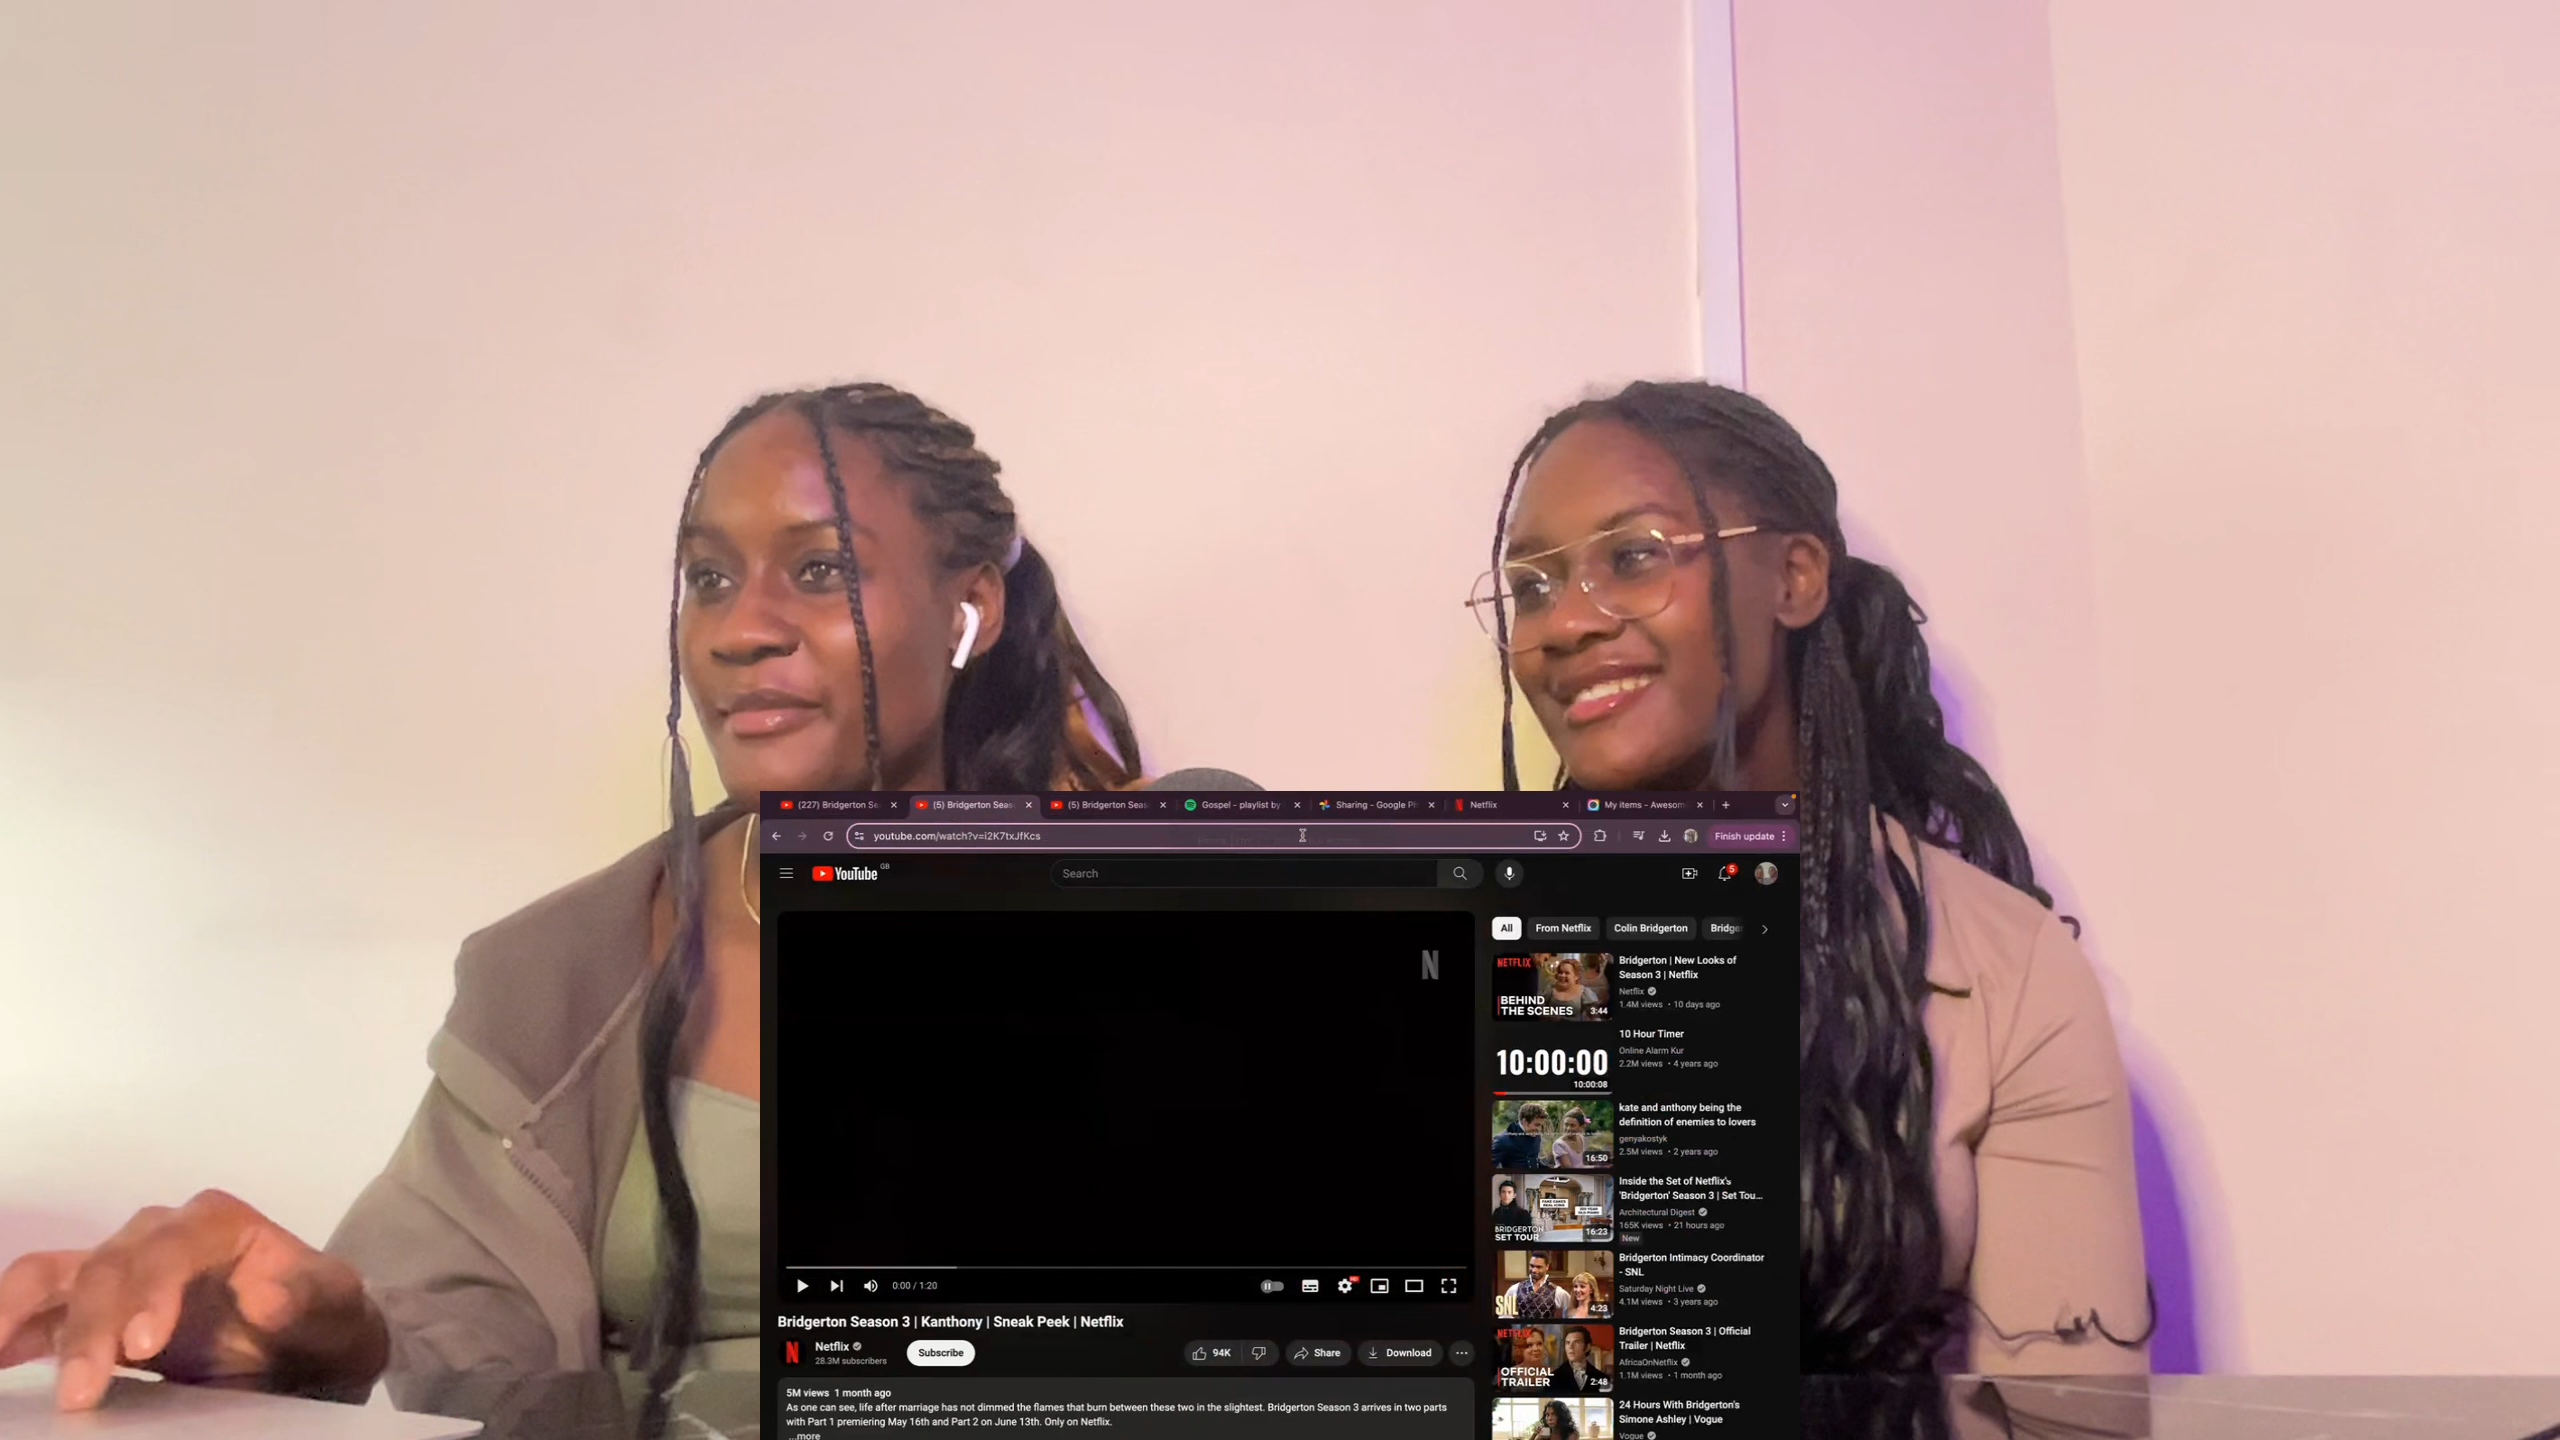 (227) Bridgerton Se
(5) Bridgerton Seas
(5) Bridgerton Seas
Gospel - playlist by
Sharing - Google Ph
Netflix
My items - Awesom
youtube.com/watch?v=i2K7txJfKcs
Finish update
YouTube GB
Search
5
N
0:00 / 1:20
Bridgerton Season 3 | Kanthony | Sneak Peek | Netflix
N
Netflix
28.3M subscribers
Subscribe
94K
Share
Download
5M views 1 month ago
As one can see, life after marriage has not dimmed the flames that burn between these two in the slightest. Bridgerton Season 3 arrives in two parts
with Part 1 premiering May 16th and Part 2 on June 13th. Only on Netflix.
...more
All
From Netflix
Colin Bridgerton
Bridger
NETFLIX
BEHIND
THE SCENES
3:44
Bridgerton | New Looks of
Season 3 | Netflix
Netflix
1.4M views • 10 days ago
10:00:00
10:00:08
10 Hour Timer
Online Alarm Kur
2.2M views • 4 years ago
16:50
kate and anthony being the
definition of enemies to lovers
genyakostyk
2.5M views • 2 years ago
BRIDGERTON
SET TOUR
16:23
Inside the Set of Netflix's
'Bridgerton' Season 3 | Set Tou...
Architectural Digest
165K views • 21 hours ago
New
SNL
4:23
Bridgerton Intimacy Coordinator
- SNL
Saturday Night Live
4.1M views • 3 years ago
NETFLIX
OFFICIAL
TRAILER
2:48
Bridgerton Season 3 | Official
Trailer | Netflix
AfricaOnNetflix
1.1M views • 1 month ago
24 Hours With Bridgerton's
Simone Ashley | Vogue
Vogue